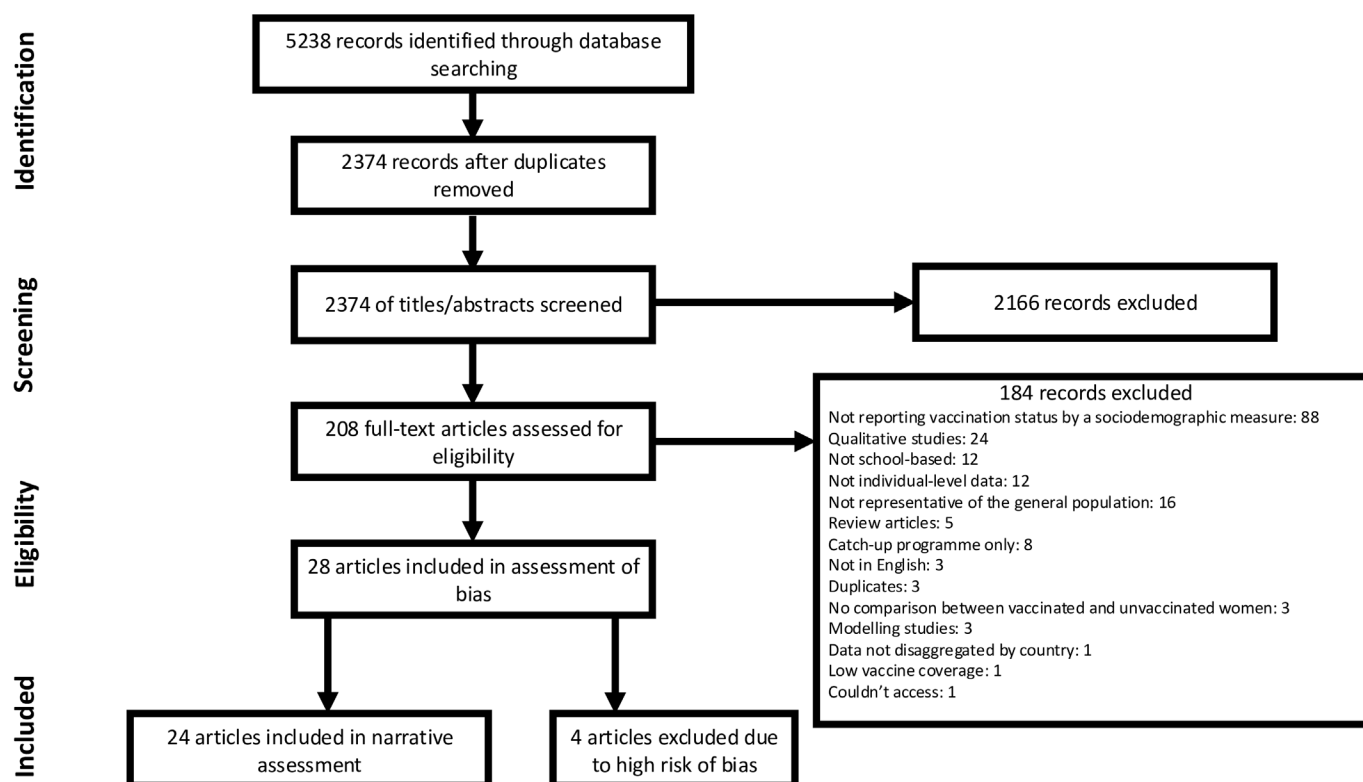 Identification
5238 records identified through database
searching
2374 records after duplicates
removed
Screening
2374 of titles/abstracts screened
2166 records excluded
Eligibility
208 full-text articles assessed for
eligibility
184 records excluded
Not reporting vaccination status by a sociodemographic measure: 88
Qualitative studies: 24
Not school-based: 12
Not individual-level data: 12
Not representative of the general population: 16
Review articles: 5
Catch-up programme only: 8
Not in English: 3
Duplicates: 3
No comparison between vaccinated and unvaccinated women: 3
Modelling studies: 3
Data not disaggregated by country: 1
Low vaccine coverage: 1
Couldn't access: 1
28 articles included in assessment of
bias
Included
24 articles included in narrative
assessment
4 articles excluded due
to high risk of bias